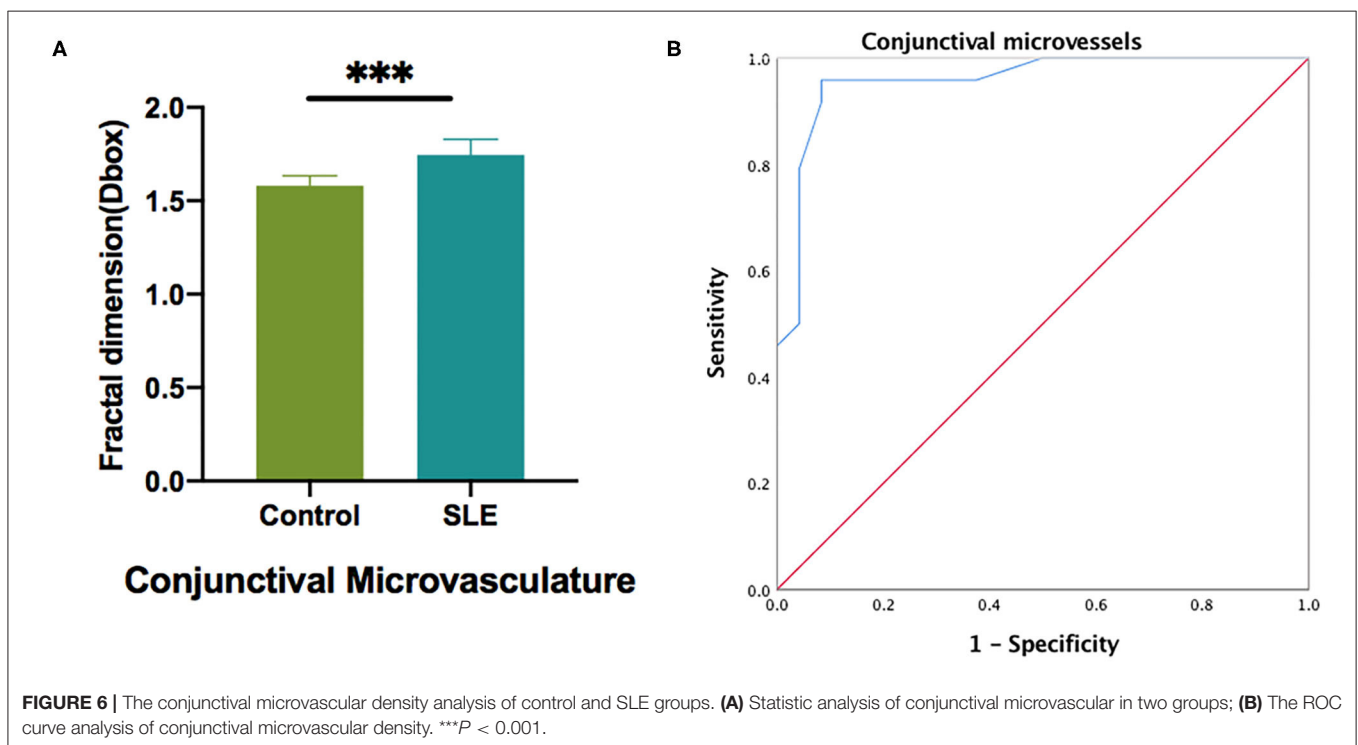 A
***
2.0
1.5
1.0
0.5
0.0
Fractal dimension(Dbox)
Control SLE
Conjunctival Microvasculature
B
Conjunctival microvessels
1.0
0.8
0.6
0.4
0.2
0.0
Sensitivity
0.0 0.2 0.4 0.6 0.8 1.0
1 - Specificity
FIGURE 6 | The conjunctival microvascular density analysis of control and SLE groups. (A) Statistic analysis of conjunctival microvascular in two groups; (B) The ROC
curve analysis of conjunctival microvascular density. ***P < 0.001.